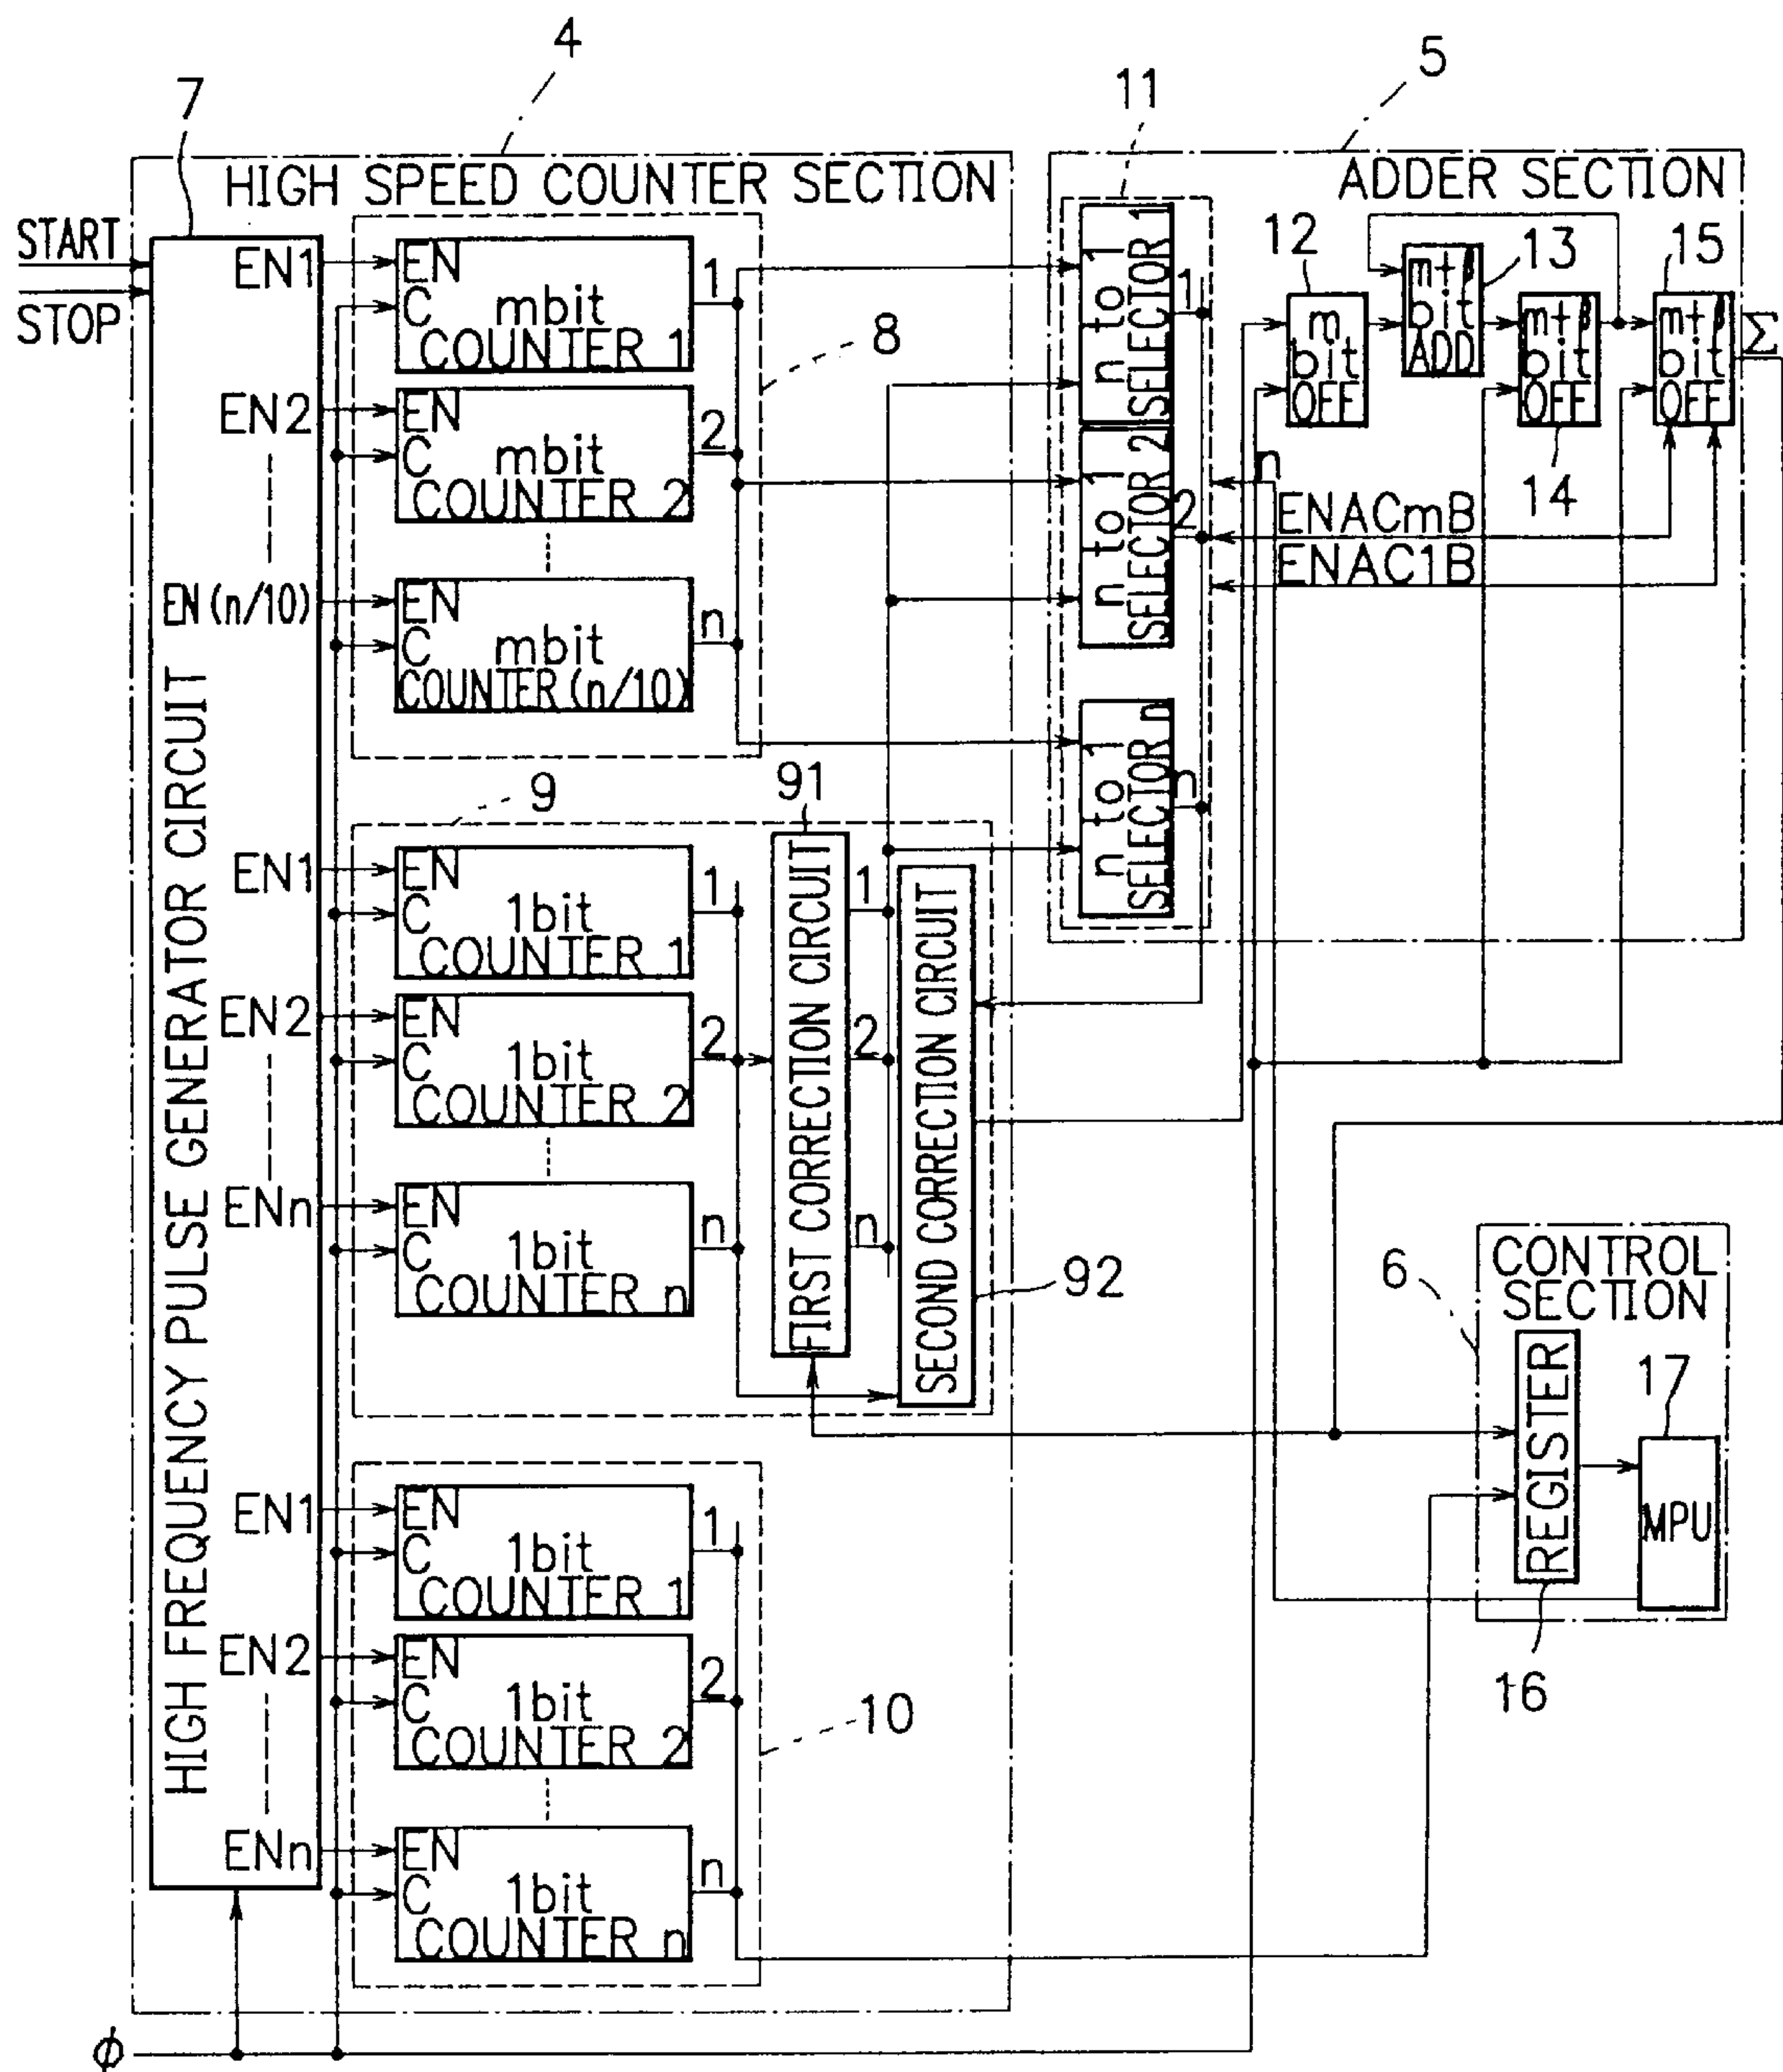 4
5
7
11
HIGH SPEED COUNTER SECTION
ADDER SECTION
START
STOP
HIGH FREQUENCY PULSE GENERATOR CIRCUIT
EN1
EN
C
mbit
COUNTER 1
1
EN2
EN
C
mbit
COUNTER 2
2
EN(n/10)
EN
C
mbit
COUNTER(n/10)
n
8
9
EN1
EN
C
1bit
COUNTER 1
1
EN2
EN
C
1bit
COUNTER 2
2
ENn
EN
C
1bit
COUNTER n
n
91
FIRST CORRECTION CIRCUIT
1
2
n
SECOND CORRECTION CIRCUIT
92
EN1
EN
C
1bit
COUNTER 1
1
EN2
EN
C
1bit
COUNTER 2
2
10
ENn
EN
C
1bit
COUNTER n
n
ϕ
n to 1
SELECTOR 1
1
n to 1
SELECTOR 2
2
n to 1
SELECTOR n
n
12
m
bit
OFF
13
m+β
bit
ADD
m+β
bit
OFF
14
15
m+β
bit
OFF
Σ
n
ENACmB
ENAC1B
6
CONTROL
SECTION
REGISTER
16
17
MPU